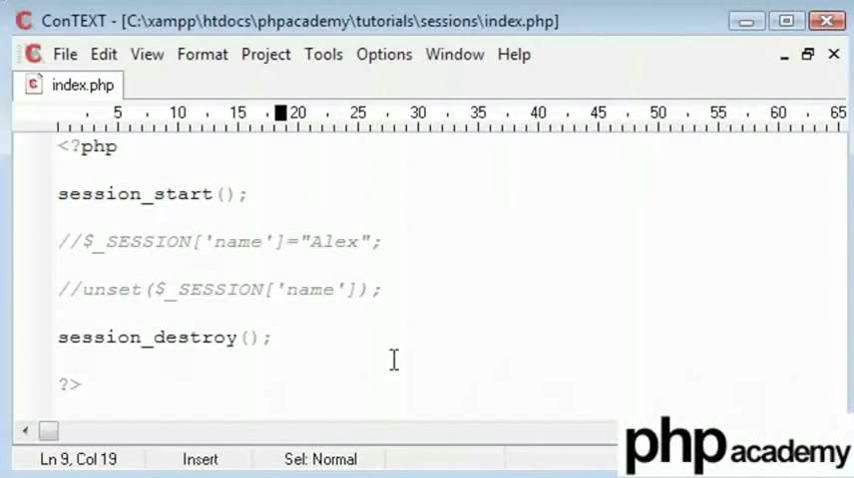 ConTEXT - [C:\xampp\htdocs\phpacademy\tutorials\sessions\index.php]
File Edit View Format Project Tools Options Window Help
index.php
5 10 15 20 25 30 35 40 45 50 55 60 65
<?php
session_start();
//$_SESSION['name']="Alex";
//unset($_SESSION['name']);
session_destroy();
?>
Ln 9, Col 19 Insert Sel: Normal
php academy